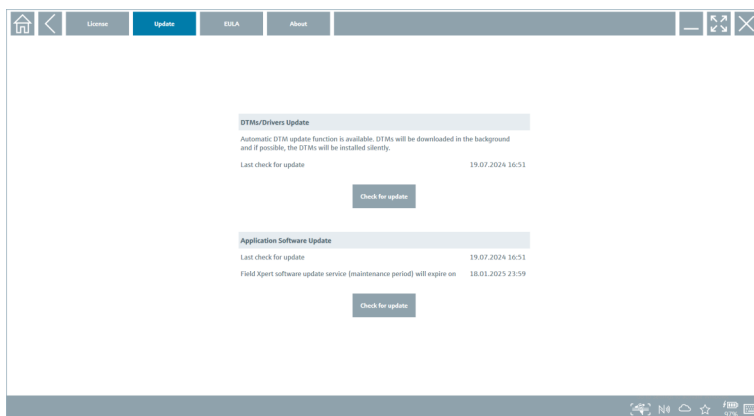 License Update EULA About
DTMs/Drivers Update
Automatic DTM update function is available. DTMs will be downloaded in the background
and if possible, the DTMs will be installed silently.
Last check for update 19.07.2024 16:51
Check for update
Application Software Update
Last check for update 19.07.2024 16:51
Field Xpert software update service (maintenance period) will expire on 18.01.2025 23:59
Check for update
97%